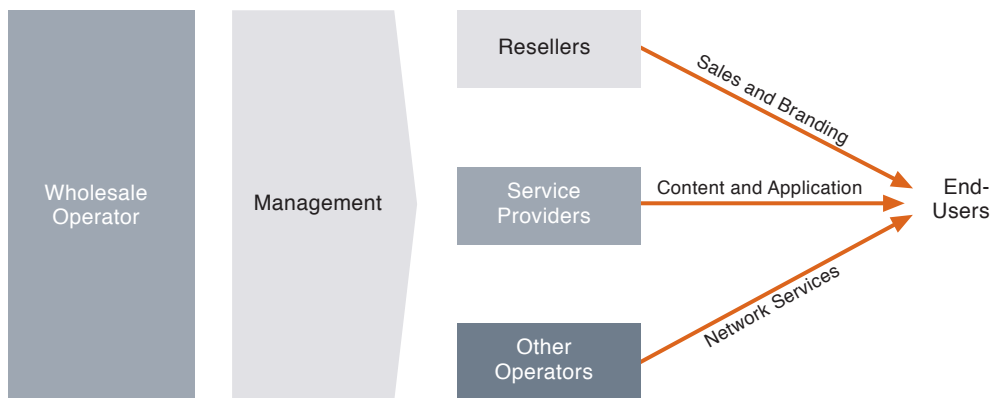 Wholesale
Operator
Management
Resellers
Service
Providers
Other
Operators
Sales and Branding
Content and Application
Network Services
End-
Users